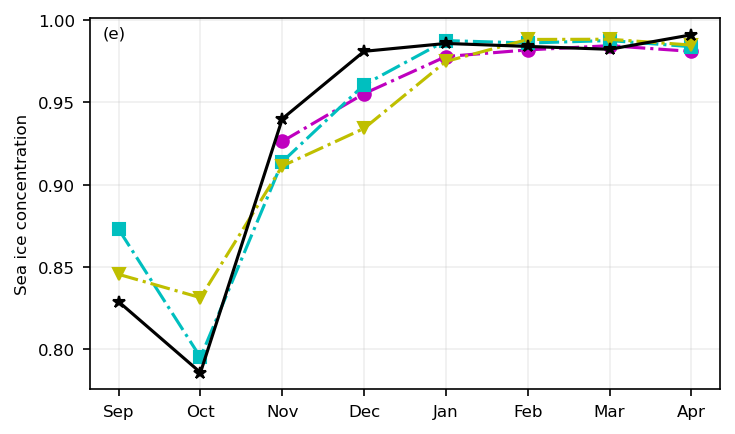 (e)
1.00
0.95
0.90
0.85
0.80
Sea ice concentration
Sep Oct Nov Dec Jan Feb Mar Apr